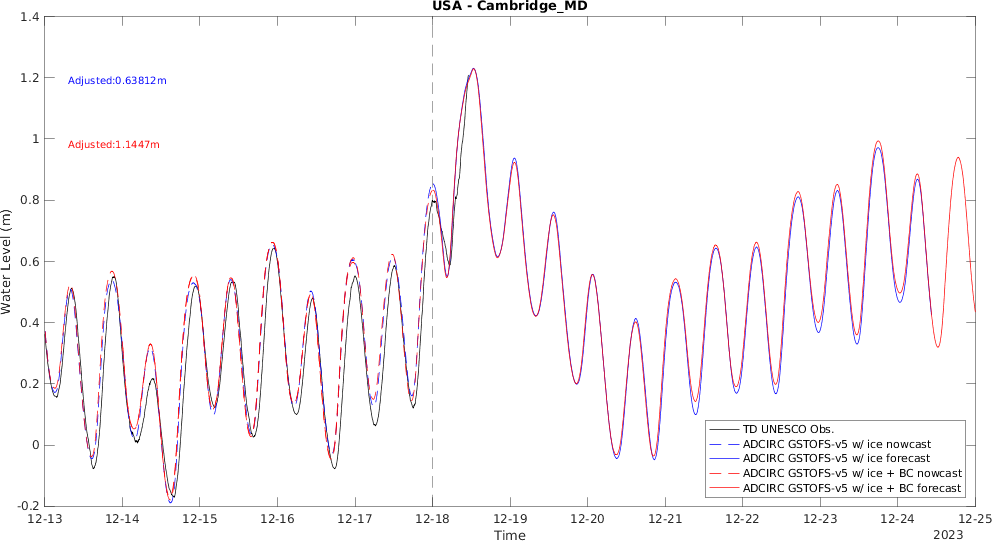 USA - Cambridge_MD
1.4
1.2
1
0.8
0.6
0.4
0.2
0
-0.2
Water Level (m)
Adjusted:0.63812m
Adjusted:1.1447m
TD UNESCO Obs.
ADCIRC GSTOFS-v5 w/ ice nowcast
ADCIRC GSTOFS-v5 w/ ice forecast
ADCIRC GSTOFS-v5 w/ ice + BC nowcast
ADCIRC GSTOFS-v5 w/ ice + BC forecast
12-13 12-14 12-15 12-16 12-17 12-18 12-19 12-20 12-21 12-22 12-23 12-24 12-25
Time
2023